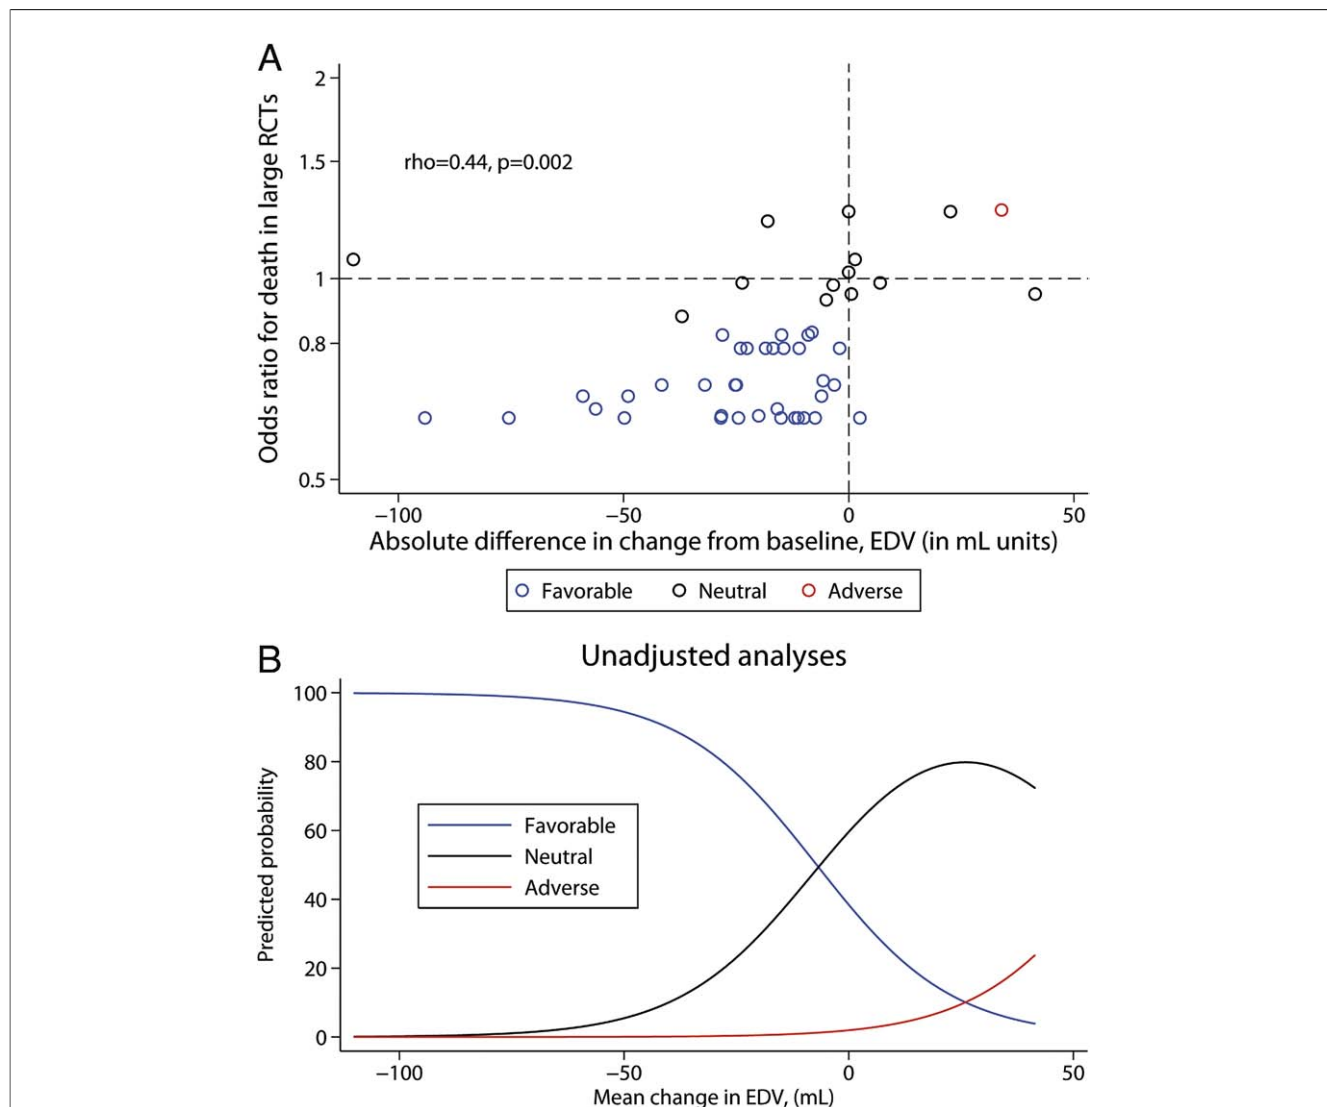 A
Odds ratio for death in large RCTs
2
1.5
1
0.8
0.5
rho=0.44, p=0.002
−100 −50 0 50
Absolute difference in change from baseline, EDV (in mL units)
Favorable Neutral Adverse
B
Unadjusted analyses
Predicted probability
100
80
60
40
20
0
Favorable
Neutral
Adverse
−100 −50 0 50
Mean change in EDV, (mL)